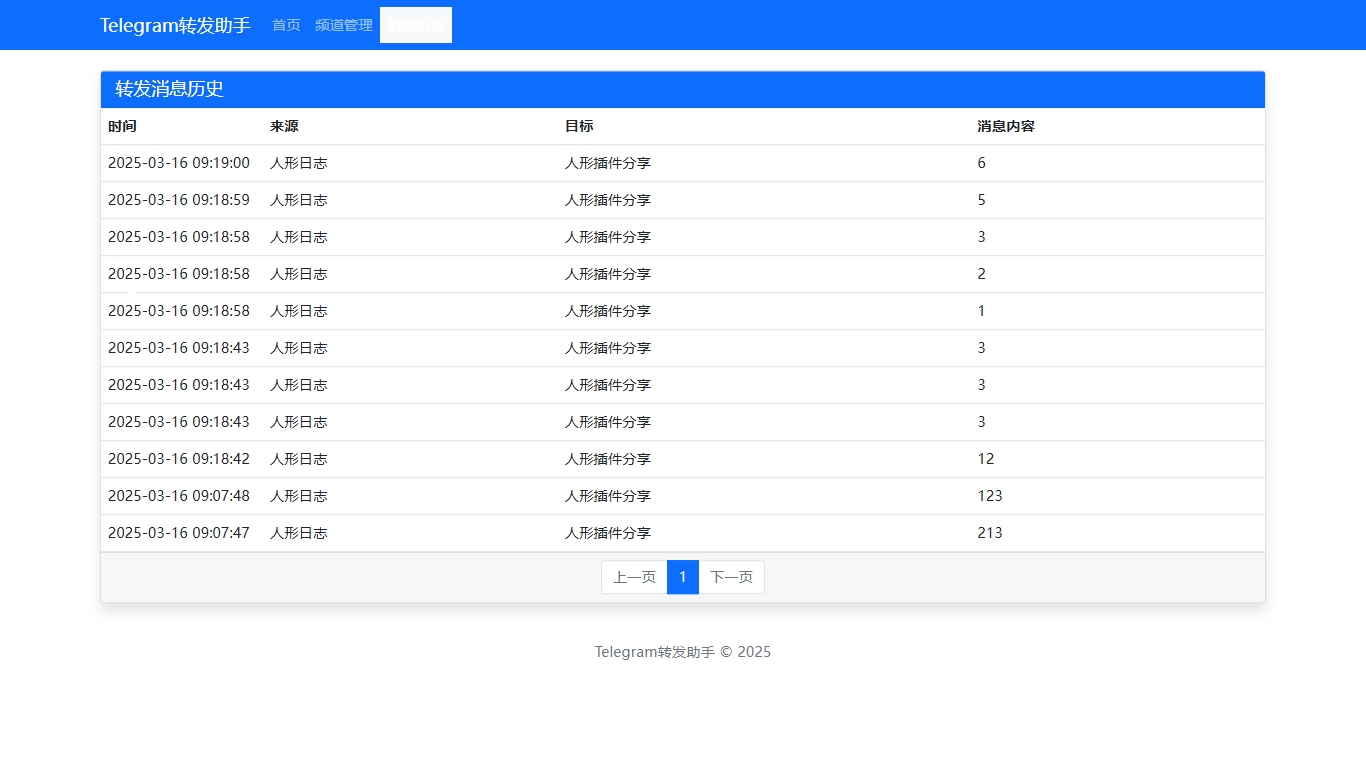 Telegram转发助手 首页 频道管理
转发消息历史
时间 来源 目标 消息内容
2025-03-16 09:19:00 人形日志 人形插件分享 6
2025-03-16 09:18:59 人形日志 人形插件分享 5
2025-03-16 09:18:58 人形日志 人形插件分享 3
2025-03-16 09:18:58 人形日志 人形插件分享 2
2025-03-16 09:18:58 人形日志 人形插件分享 1
2025-03-16 09:18:43 人形日志 人形插件分享 3
2025-03-16 09:18:43 人形日志 人形插件分享 3
2025-03-16 09:18:43 人形日志 人形插件分享 3
2025-03-16 09:18:42 人形日志 人形插件分享 12
2025-03-16 09:07:48 人形日志 人形插件分享 123
2025-03-16 09:07:47 人形日志 人形插件分享 213
上一页 1 下一页
Telegram转发助手 © 2025